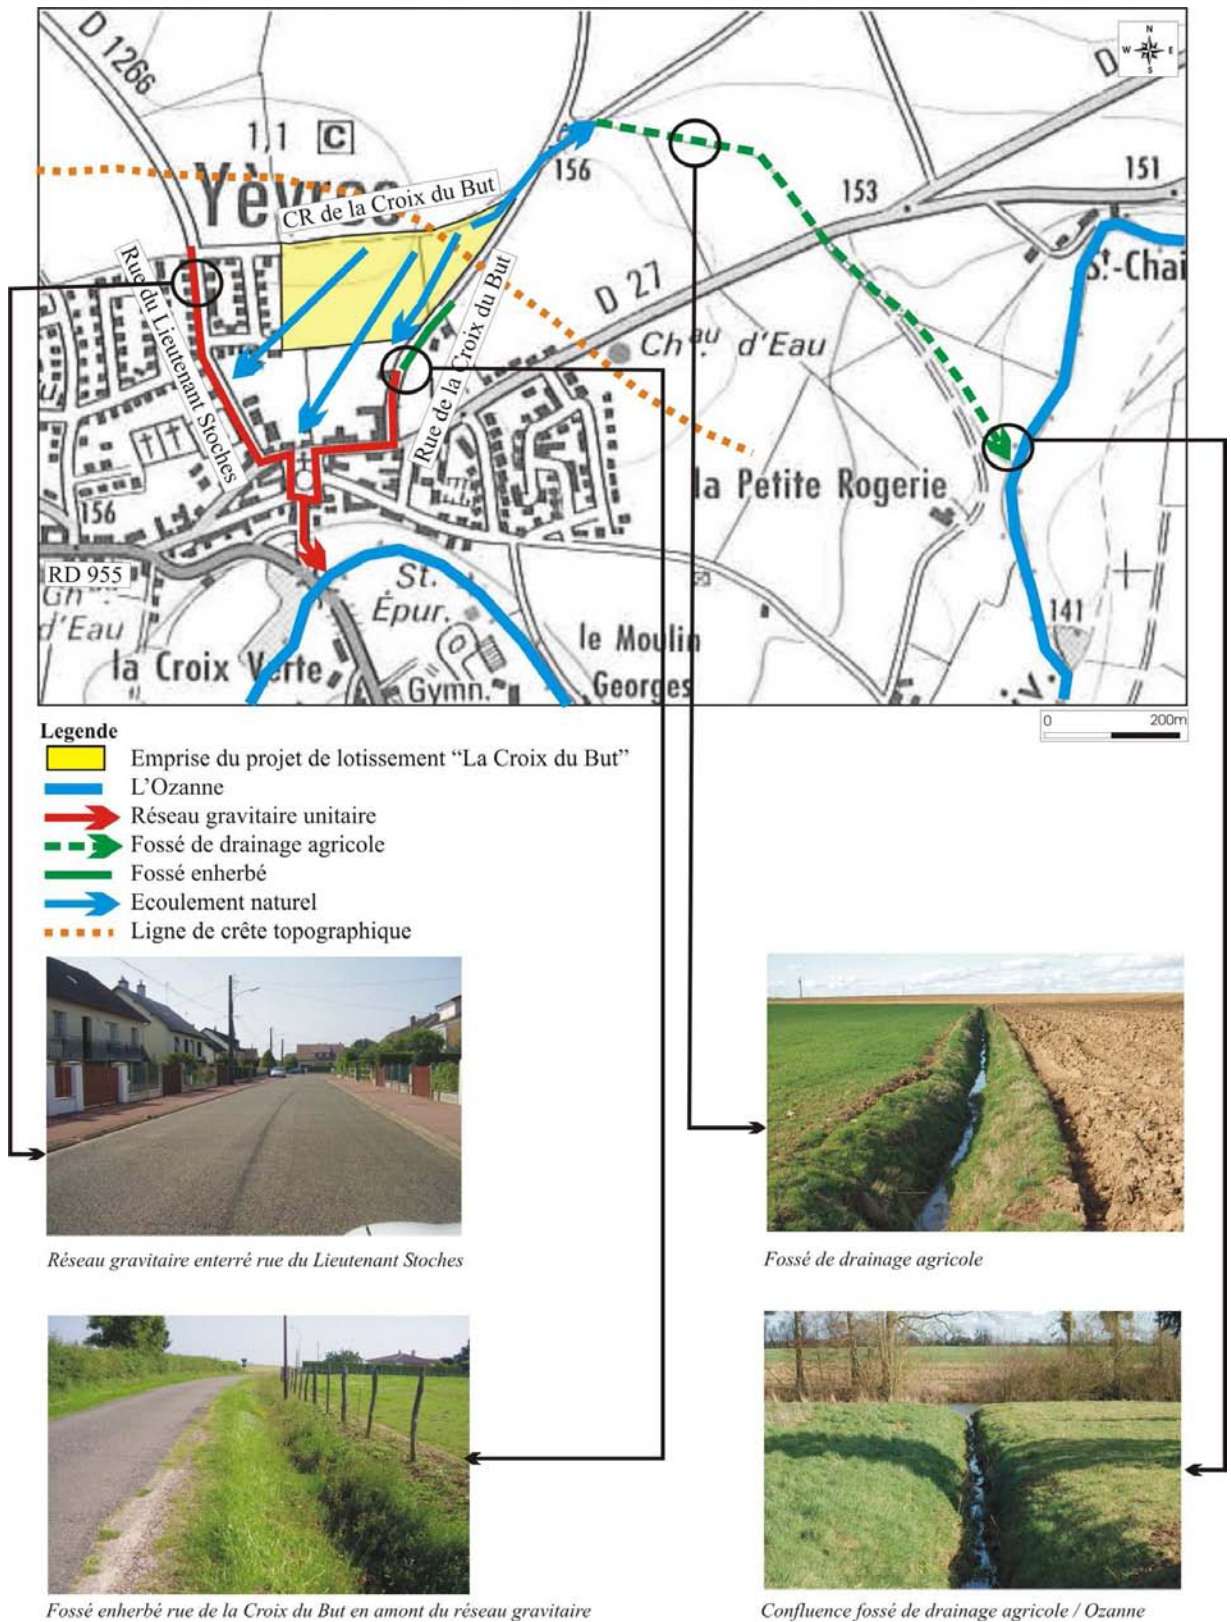 D 1266
N
W E
S
D
1,1 C
156
151
153
Yèvres
CR de la Croix du But
Rue du Lieutenant Stoches
Rue de la Croix du But
D 27
St-Chai
Ch au. d'Eau
la Petite Rogerie
156
RD 955
d'Eau
St.
Épur.
141
le Moulin
Georges
la Croix Verte
Gymn.
0 200m
Legende
Emprise du projet de lotissement “La Croix du But”
L'Ozanne
Réseau gravitaire unitaire
Fossé de drainage agricole
Fossé enherbé
Ecoulement naturel
Ligne de crête topographique
Réseau gravitaire enterré rue du Lieutenant Stoches
Fossé de drainage agricole
Fossé enherbé rue de la Croix du But en amont du réseau gravitaire
Confluence fossé de drainage agricole / Ozanne